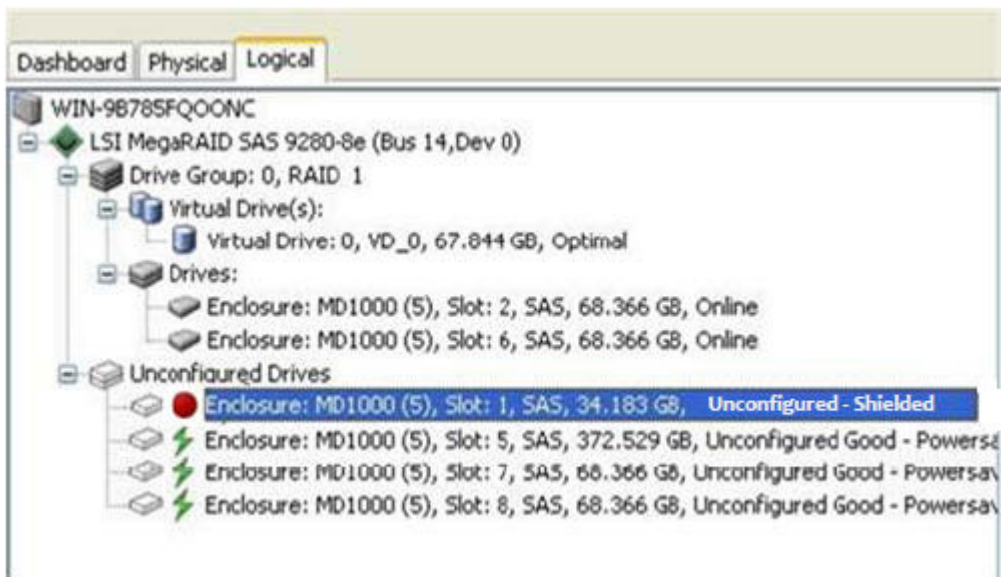 Dashboard Physical Logical
WIN-9B785FQOONC
LSI MegaRAID SAS 9280-8e (Bus 14,Dev 0)
Drive Group: 0, RAID 1
Virtual Drive(s):
Virtual Drive: 0, VD_0, 67.844 GB, Optimal
Drives:
Enclosure: MD1000 (5), Slot: 2, SAS, 68.366 GB, Online
Enclosure: MD1000 (5), Slot: 6, SAS, 68.366 GB, Online
Unconfigured Drives
Enclosure: MD1000 (5), Slot: 1, SAS, 34.183 GB, Unconfigured - Shielded
Enclosure: MD1000 (5), Slot: 5, SAS, 372.529 GB, Unconfigured Good - Powersa
Enclosure: MD1000 (5), Slot: 7, SAS, 68.366 GB, Unconfigured Good - Powersav
Enclosure: MD1000 (5), Slot: 8, SAS, 68.366 GB, Unconfigured Good - Powersav